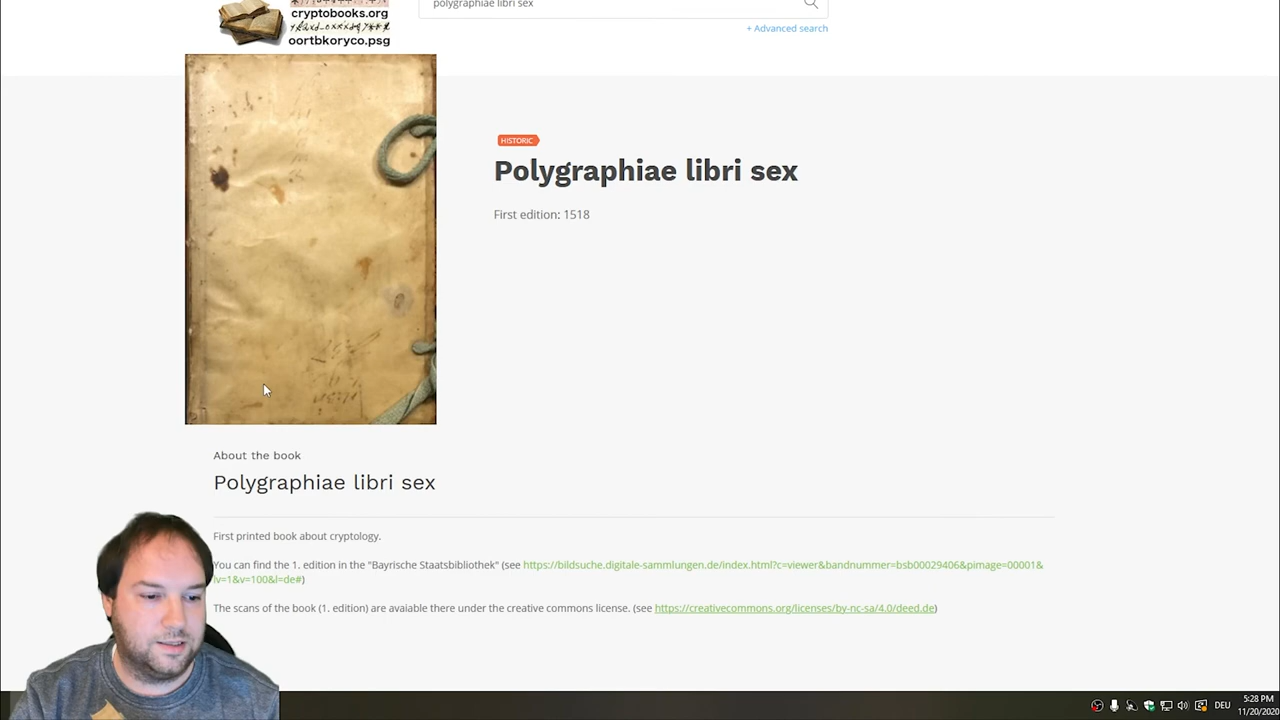 cryptobooks.org
oortbkoryco.psg
polygraphiae libri sex
+ Advanced search
HISTORIC
Polygraphiae libri sex
First edition: 1518
About the book
Polygraphiae libri sex
First printed book about cryptology.
You can find the 1. edition in the "Bayrische Staatsbibliothek" (see https://bildsuche.digitale-sammlungen.de/index.html?c=viewer&bandnummer=bsb00029406&pimage=00001&
v=1&v=100&l=de#)
The scans of the book (1. edition) are avaiable there under the creative commons license. (see https://creativecommons.org/licenses/by-nc-sa/4.0/deed.de)
5:28 PM
DEU
11/20/2020